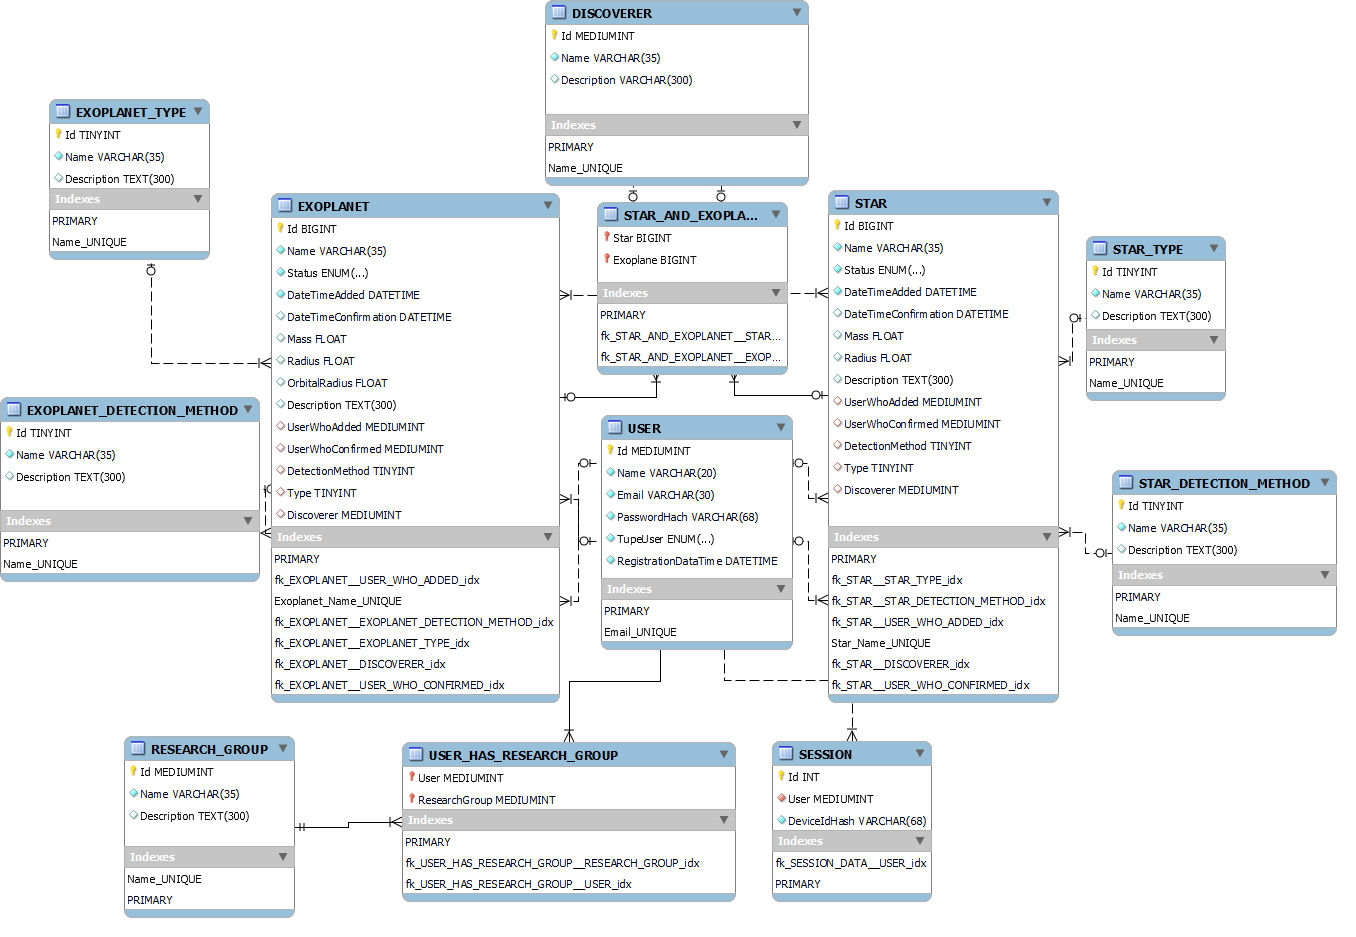 DISCOVERER
Id MEDIUMINT
Name VARCHAR(35)
Description VARCHAR(300)
Indexes
PRIMARY
Name_UNIQUE
EXOPLANET_TYPE
Id TINYINT
Name VARCHAR(35)
Description TEXT(300)
Indexes
PRIMARY
Name_UNIQUE
EXOPLANET
Id BIGINT
Name VARCHAR(35)
Status ENUM(...)
DateTimeAdded DATETIME
DateTimeConfirmation DATETIME
Mass FLOAT
Radius FLOAT
OrbitalRadius FLOAT
Description TEXT(300)
UserWhoAdded MEDIUMINT
UserWhoConfirmed MEDIUMINT
DetectionMethod TINYINT
Type TINYINT
Discoverer MEDIUMINT
Indexes
PRIMARY
fk_EXOPLANET__USER_WHO_ADDED_idx
Exoplanet_Name_UNIQUE
fk_EXOPLANET__EXOPLANET_DETECTION_METHOD_idx
fk_EXOPLANET__EXOPLANET_TYPE_idx
fk_EXOPLANET__DISCOVERER_idx
fk_EXOPLANET__USER_WHO_CONFIRMED_idx
STAR_AND_EXOPLA...
Star BIGINT
Exoplane BIGINT
Indexes
PRIMARY
fk_STAR_AND_EXOPLANET__STAR...
fk_STAR_AND_EXOPLANET__EXOP...
STAR
Id BIGINT
Name VARCHAR(35)
Status ENUM(...)
DateTimeAdded DATETIME
DateTimeConfirmation DATETIME
Mass FLOAT
Radius FLOAT
Description TEXT(300)
UserWhoAdded MEDIUMINT
UserWhoConfirmed MEDIUMINT
DetectionMethod TINYINT
Type TINYINT
Discoverer MEDIUMINT
Indexes
PRIMARY
fk_STAR__STAR_TYPE_idx
fk_STAR__STAR_DETECTION_METHOD_idx
fk_STAR__USER_WHO_ADDED_idx
Star_Name_UNIQUE
fk_STAR__DISCOVERER_idx
fk_STAR__USER_WHO_CONFIRMED_idx
STAR_TYPE
Id TINYINT
Name VARCHAR(35)
Description TEXT(300)
Indexes
PRIMARY
Name_UNIQUE
EXOPLANET_DETECTION_METHOD
Id TINYINT
Name VARCHAR(35)
Description TEXT(300)
Indexes
PRIMARY
Name_UNIQUE
USER
Id MEDIUMINT
Name VARCHAR(20)
Email VARCHAR(30)
PasswordHach VARCHAR(68)
TupeUser ENUM(...)
RegistrationDataTime DATETIME
Indexes
PRIMARY
Email_UNIQUE
STAR_DETECTION_METHOD
Id TINYINT
Name VARCHAR(35)
Description TEXT(300)
Indexes
PRIMARY
Name_UNIQUE
RESEARCH_GROUP
Id MEDIUMINT
Name VARCHAR(35)
Description TEXT(300)
Indexes
Name_UNIQUE
PRIMARY
USER_HAS_RESEARCH_GROUP
User MEDIUMINT
ResearchGroup MEDIUMINT
Indexes
PRIMARY
fk_USER_HAS_RESEARCH_GROUP__RESEARCH_GROUP_idx
fk_USER_HAS_RESEARCH_GROUP__USER_idx
SESSION
Id INT
User MEDIUMINT
DeviceIdHash VARCHAR(68)
Indexes
fk_SESSION_DATA__USER_idx
PRIMARY